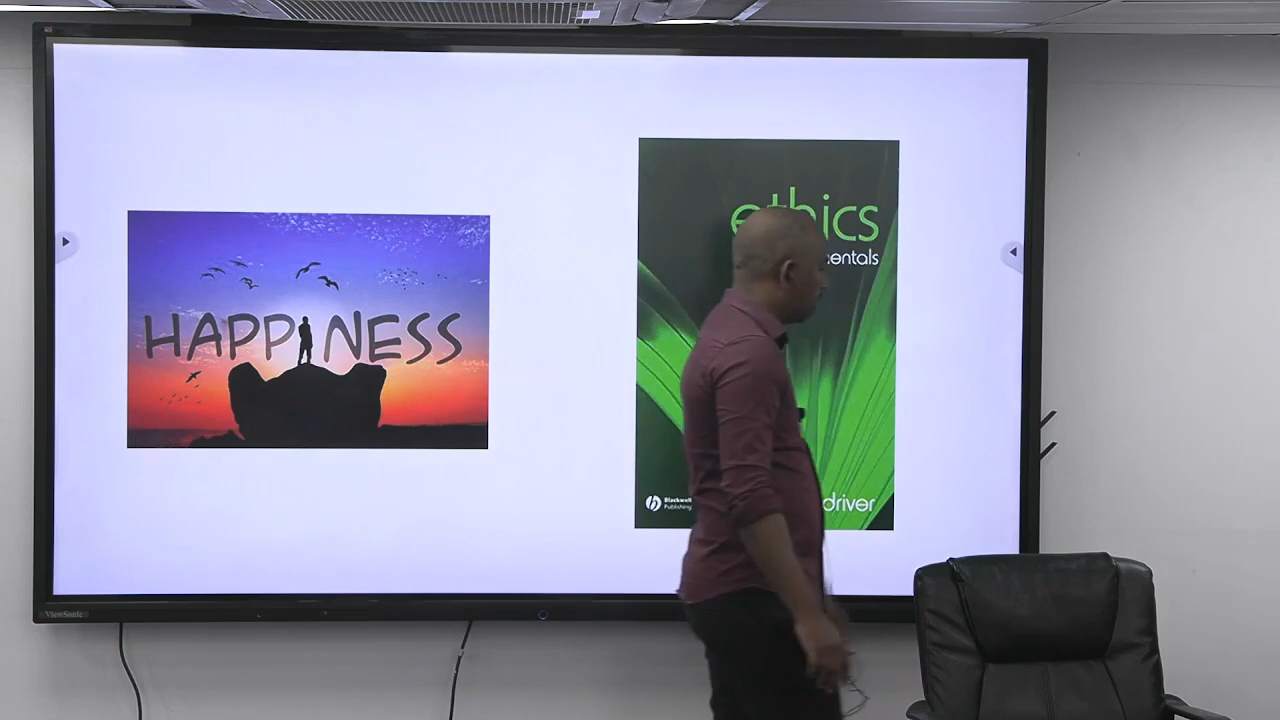 HAPPINESS
ethics
entals
Blackwell
Publishing
driver
ViewSonic